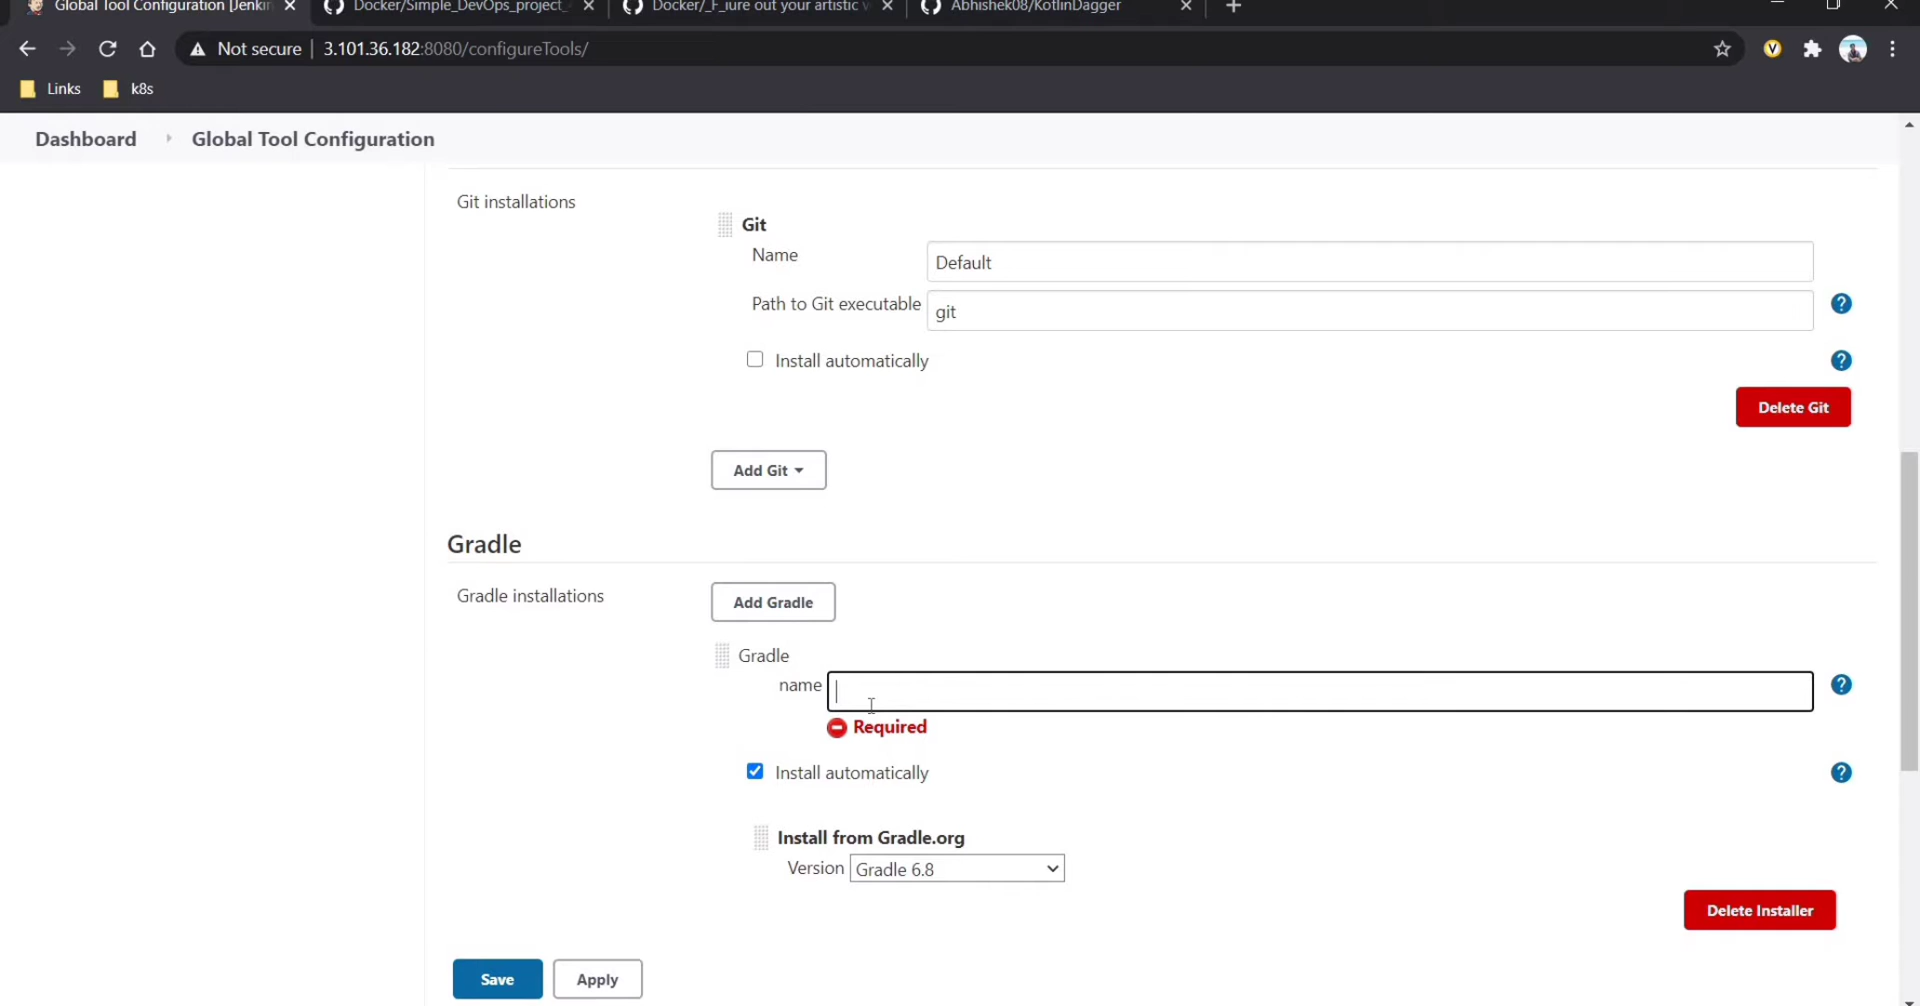 Global Tool Configuration [Jenkin
Docker/Simple_DevOps_project_
Docker/_F_iure out your artistic v
Abhishek08/KotlinDagger
Not secure | 3.101.36.182:8080/configureTools/
Links
k8s
Dashboard
Global Tool Configuration
Git installations
Git
Name
Default
Path to Git executable
git
Install automatically
Delete Git
Add Git
Gradle
Gradle installations
Add Gradle
Gradle
name
Required
Install automatically
Install from Gradle.org
Version
Gradle 6.8
Delete Installer
Save
Apply